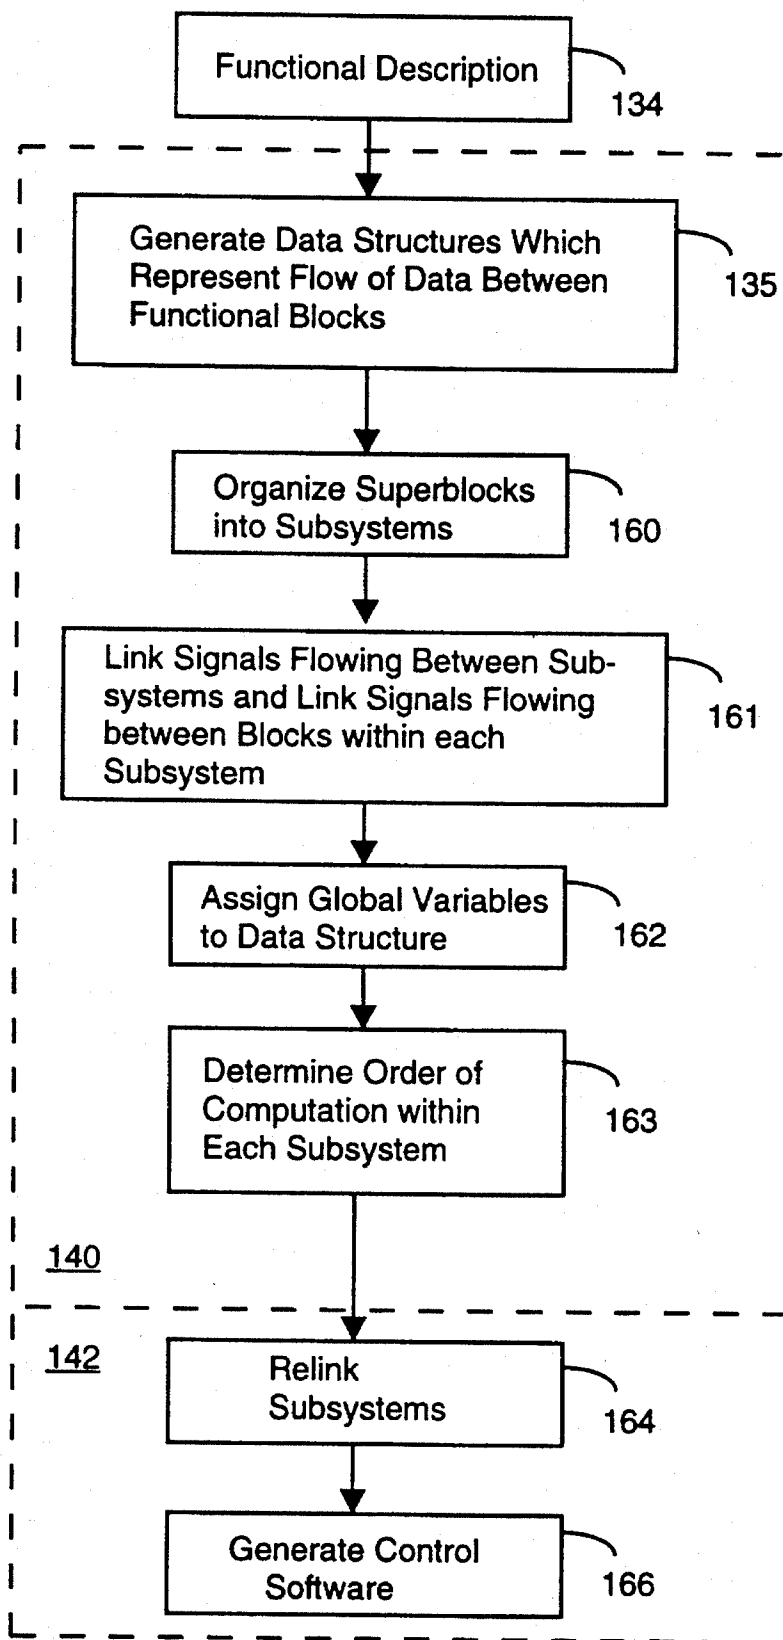 Functional Description
134
Generate Data Structures Which
Represent Flow of Data Between
Functional Blocks
135
Organize Superblocks
into Subsystems
160
Link Signals Flowing Between Sub-
systems and Link Signals Flowing
between Blocks within each
Subsystem
161
Assign Global Variables
to Data Structure
162
Determine Order of
Computation within
Each Subsystem
163
140
142
Relink
Subsystems
164
Generate Control
Software
166